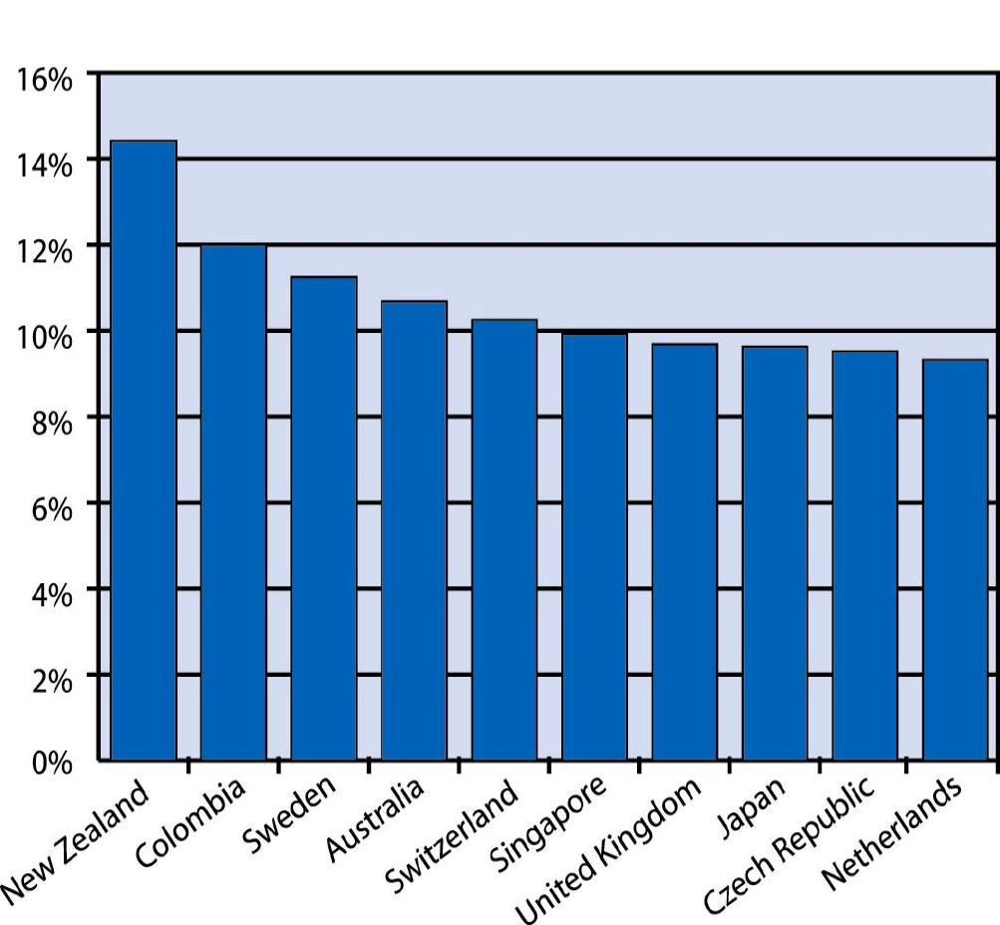 16%
14%
12%
10%
8%
6%
4%
2%
0%
New Zealand
Colombia
Sweden
Australia
Switzerland
Singapore
United Kingdom
Japan
Czech Republic
Netherlands